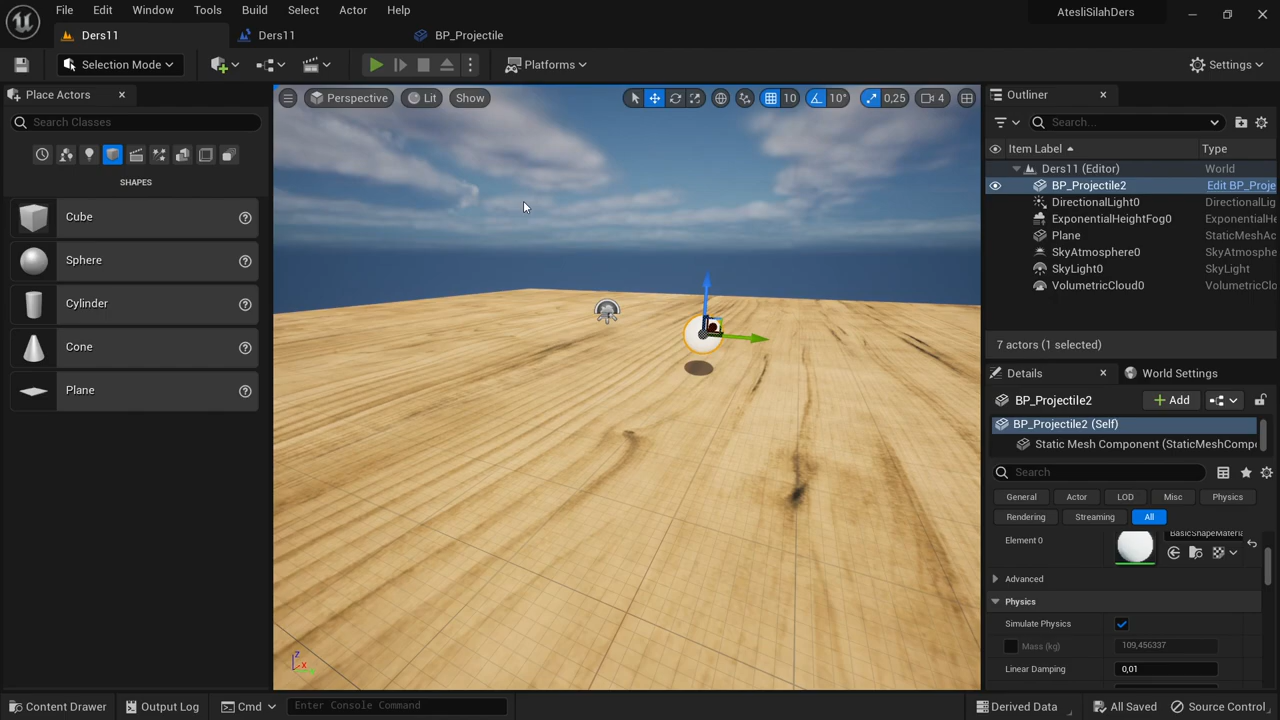 File Edit Window Tools Build Select Actor Help
AtesliSilahDers
Ders11
Ders11
BP_Projectile
Selection Mode
Platforms
Settings
Place Actors
Search Classes
SHAPES
Cube
Sphere
Cylinder
Cone
Plane
Perspective
Lit
Show
10
10°
0,25
4
Outliner
Search...
Item Label
Type
Ders11 (Editor) World
BP_Projectile2 Edit BP_Proje
DirectionalLight0 DirectionalLig
ExponentialHeightFog0 ExponentialHe
Plane StaticMeshAc
SkyAtmosphere0 SkyAtmosphe
SkyLight0 SkyLight
VolumetricCloud0 VolumetricClo
7 actors (1 selected)
Details
World Settings
BP_Projectile2
Add
BP_Projectile2 (Self)
Static Mesh Component (StaticMeshCompo
Search
General Actor LOD Misc Physics
Rendering Streaming All
Element 0
BasicShapeMateria
Advanced
Physics
Simulate Physics
Mass (kg) 109,456337
Linear Damping 0,01
Z
X
Content Drawer
Output Log
Cmd
Enter Console Command
Derived Data
All Saved
Source Control